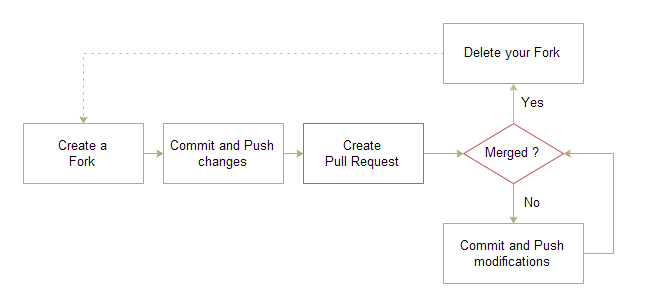 Delete your Fork
Yes
Create a
Fork
Commit and Push
changes
Create
Pull Request
Merged ?
No
Commit and Push
modifications